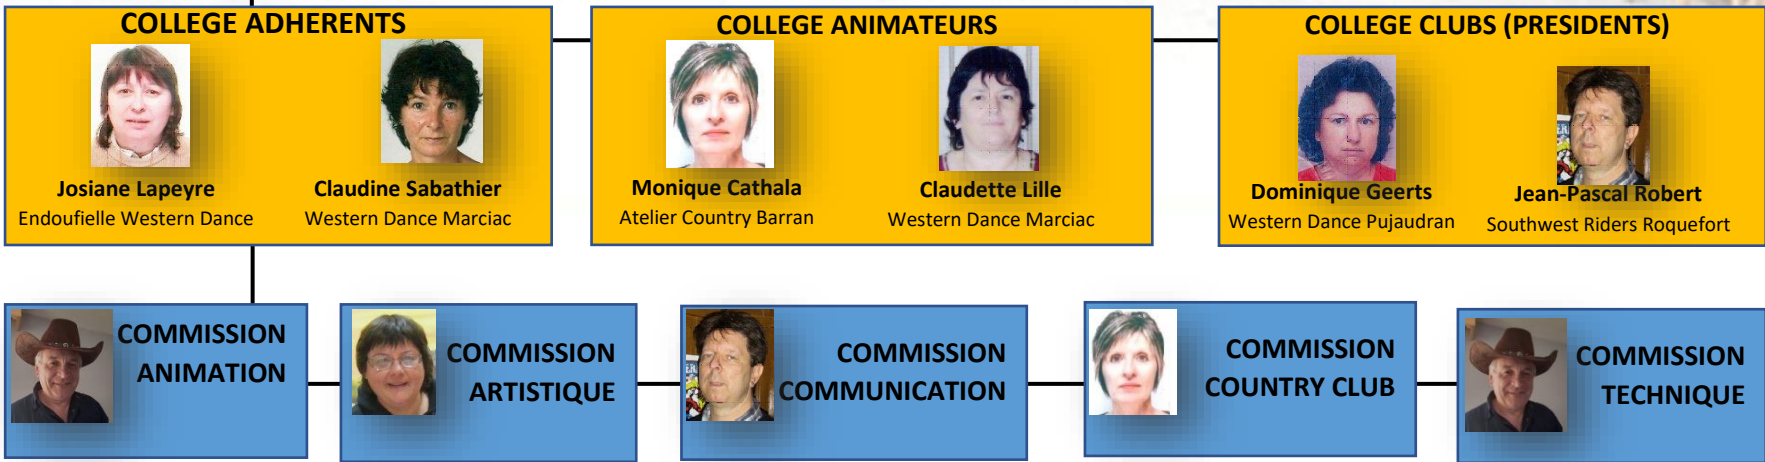 COLLEGE ADHERENTS
Josiane Lapeyre
Endoufielle Western Dance
Claudine Sabathier
Western Dance Marciac
COLLEGE ANIMATEURS
Monique Cathala
Atelier Country Barran
Claudette Lille
Western Dance Marciac
COLLEGE CLUBS (PRESIDENTS)
Dominique Geerts
Western Dance Pujaudran
Jean-Pascal Robert
Southwest Riders Roquefort
COMMISSION
ANIMATION
COMMISSION
ARTISTIQUE
COMMISSION
COMMUNICATION
COMMISSION
COUNTRY CLUB
COMMISSION
TECHNIQUE